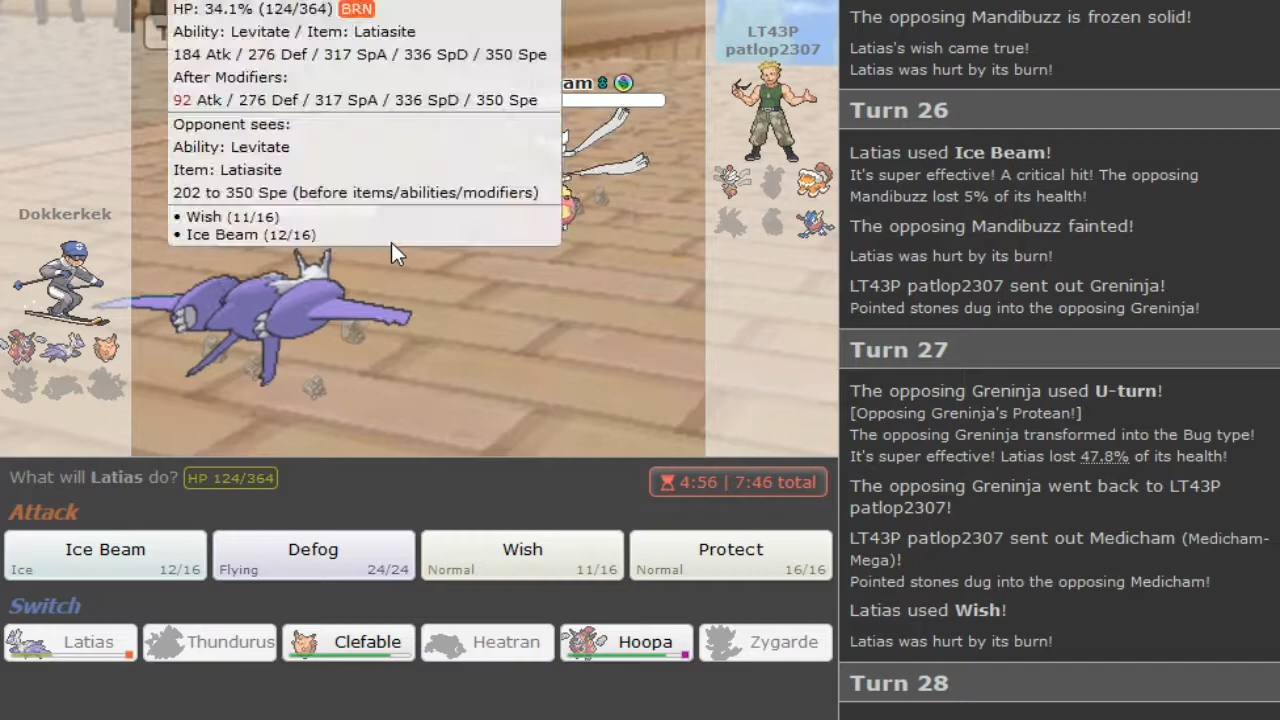 HP: 34.1% (124/364) BRN
Ability: Levitate / Item: Latiasite
184 Atk / 276 Def / 317 SpA / 336 SpD / 350 Spe
After Modifiers:
92 Atk / 276 Def / 317 SpA / 336 SpD / 350 Spe
Opponent sees:
Ability: Levitate
Item: Latiasite
202 to 350 Spe (before items/abilities/modifiers)
• Wish (11/16)
• Ice Beam (12/16)
LT43P
patlop2307
Dokkerkek
What will Latias do? HP 124/364
4:56 | 7:46 total
Attack
Ice Beam
Ice 12/16
Defog
Flying 24/24
Wish
Normal 11/16
Protect
Normal 16/16
Switch
Latias
Thundurus
Clefable
Heatran
Hoopa
Zygarde
The opposing Mandibuzz is frozen solid!
Latias's wish came true!
Latias was hurt by its burn!
Turn 26
Latias used Ice Beam!
It's super effective! A critical hit! The opposing
Mandibuzz lost 5% of its health!
The opposing Mandibuzz fainted!
Latias was hurt by its burn!
LT43P patlop2307 sent out Greninja!
Pointed stones dug into the opposing Greninja!
Turn 27
The opposing Greninja used U-turn!
[Opposing Greninja's Protean!]
The opposing Greninja transformed into the Bug type!
It's super effective! Latias lost 47.8% of its health!
The opposing Greninja went back to LT43P
patlop2307!
LT43P patlop2307 sent out Medicham (Medicham-
Mega)!
Pointed stones dug into the opposing Medicham!
Latias used Wish!
Latias was hurt by its burn!
Turn 28